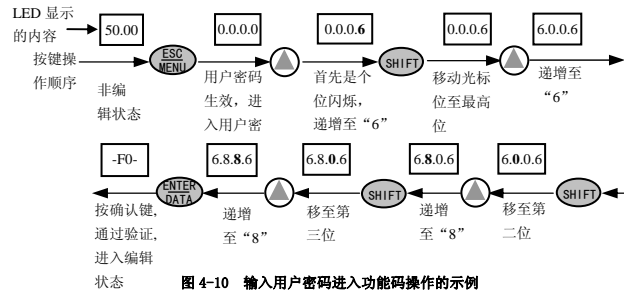 LED 显示
的内容
50.00
0.0.0.0
0.0.0.6
0.0.0.6
6.0.0.6
按键操
作顺序
ESC
MENU
SHIFT
非编
辑状态
用户密码
生效，进
入用户密
首先是个
位闪烁，
递增至“6”
移动光标
位至最高
位
递增至
“6”
-F0-
6.8.8.6
6.8.0.6
6.8.0.6
6.0.0.6
ENTER
DATA
SHIFT
SHIFT
按确认键，
通过验证，
进入编辑
状态
递增
至“8”
移至第
三位
递增
至“8”
移至第
二位
图 4-10 输入用户密码进入功能码操作的示例